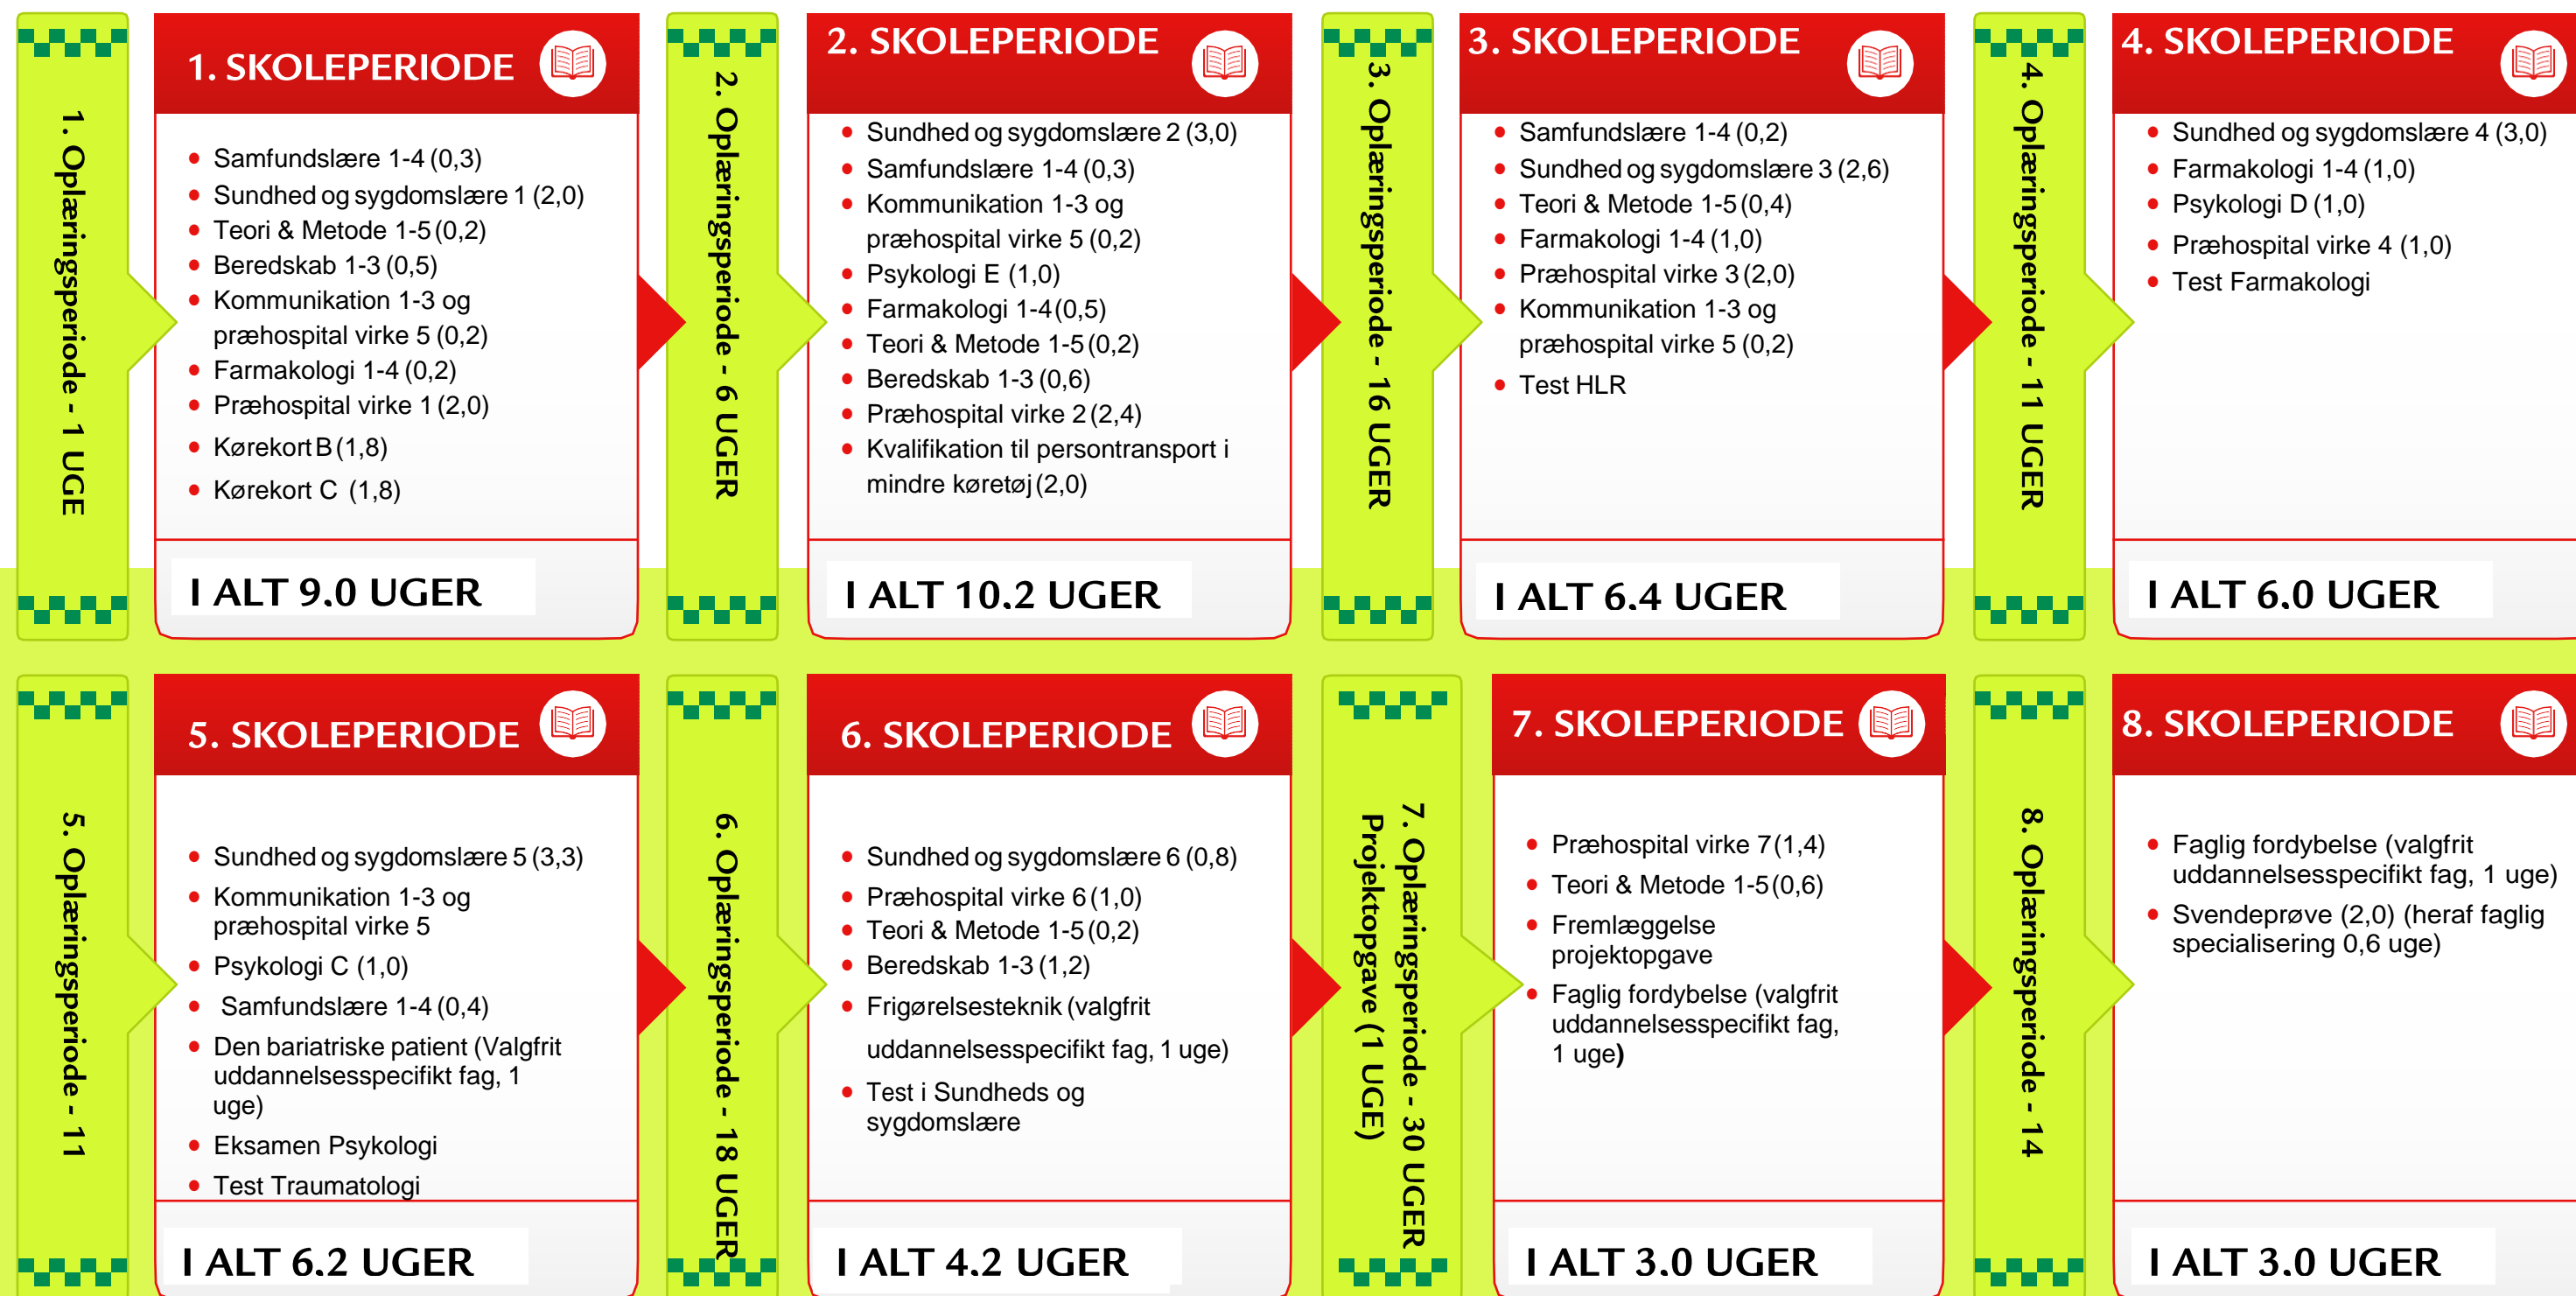 1. Oplæringsperiode - 1 UGE
1. SKOLEPERIODE
Samfundslære 1-4 (0,3)
Sundhed og sygdomslære 1 (2,0)
Teori & Metode 1-5 (0,2)
Beredskab 1-3 (0,5)
Kommunikation 1-3 og
præhospital virke 5 (0,2)
Farmakologi 1-4 (0,2)
Præhospital virke 1 (2,0)
Kørekort B (1,8)
Kørekort C (1,8)
I ALT 9.0 UGER
2. Oplæringsperiode - 6 UGER
2. SKOLEPERIODE
Sundhed og sygdomslære 2 (3,0)
Samfundslære 1-4 (0,3)
Kommunikation 1-3 og
præhospital virke 5 (0,2)
Psykologi E (1,0)
Farmakologi 1-4 (0,5)
Teori & Metode 1-5 (0,2)
Beredskab 1-3 (0,6)
Præhospital virke 2 (2,4)
Kvalifikation til persontransport i
mindre køretøj (2,0)
I ALT 10.2 UGER
3. Oplæringsperiode - 16 UGER
3. SKOLEPERIODE
Samfundslære 1-4 (0,2)
Sundhed og sygdomslære 3 (2,6)
Teori & Metode 1-5 (0,4)
Farmakologi 1-4 (1,0)
Præhospital virke 3 (2,0)
Kommunikation 1-3 og
præhospital virke 5 (0,2)
Test HLR
I ALT 6.4 UGER
4. Oplæringsperiode - 11 UGER
4. SKOLEPERIODE
Sundhed og sygdomslære 4 (3,0)
Farmakologi 1-4 (1,0)
Psykologi D (1,0)
Præhospital virke 4 (1,0)
Test Farmakologi
I ALT 6.0 UGER
5. Oplæringsperiode - 11
5. SKOLEPERIODE
Sundhed og sygdomslære 5 (3,3)
Kommunikation 1-3 og
præhospital virke 5
Psykologi C (1,0)
Samfundslære 1-4 (0,4)
Den bariatriske patient (Valgfrit
uddannelsesspecifikt fag, 1
uge)
Eksamen Psykologi
Test Traumatologi
I ALT 6.2 UGER
6. Oplæringsperiode - 18 UGER
6. SKOLEPERIODE
Sundhed og sygdomslære 6 (0,8)
Præhospital virke 6 (1,0)
Teori & Metode 1-5 (0,2)
Beredskab 1-3 (1,2)
Frigørelsesteknik (valgfrit
uddannelsesspecifikt fag, 1 uge)
Test i Sundheds og
sygdomslære
I ALT 4.2 UGER
7. Oplæringsperiode - 30 UGER
Projektopgave (1 UGE)
7. SKOLEPERIODE
Præhospital virke 7 (1,4)
Teori & Metode 1-5 (0,6)
Fremlæggelse
projektopgave
Faglig fordybelse (valgfrit
uddannelsesspecifikt fag,
1 uge)
I ALT 3.0 UGER
8. Oplæringsperiode - 14
8. SKOLEPERIODE
Faglig fordybelse (valgfrit
uddannelsesspecifikt fag, 1 uge)
Svendeprøve (2,0) (heraf faglig
specialisering 0,6 uge)
I ALT 3.0 UGER